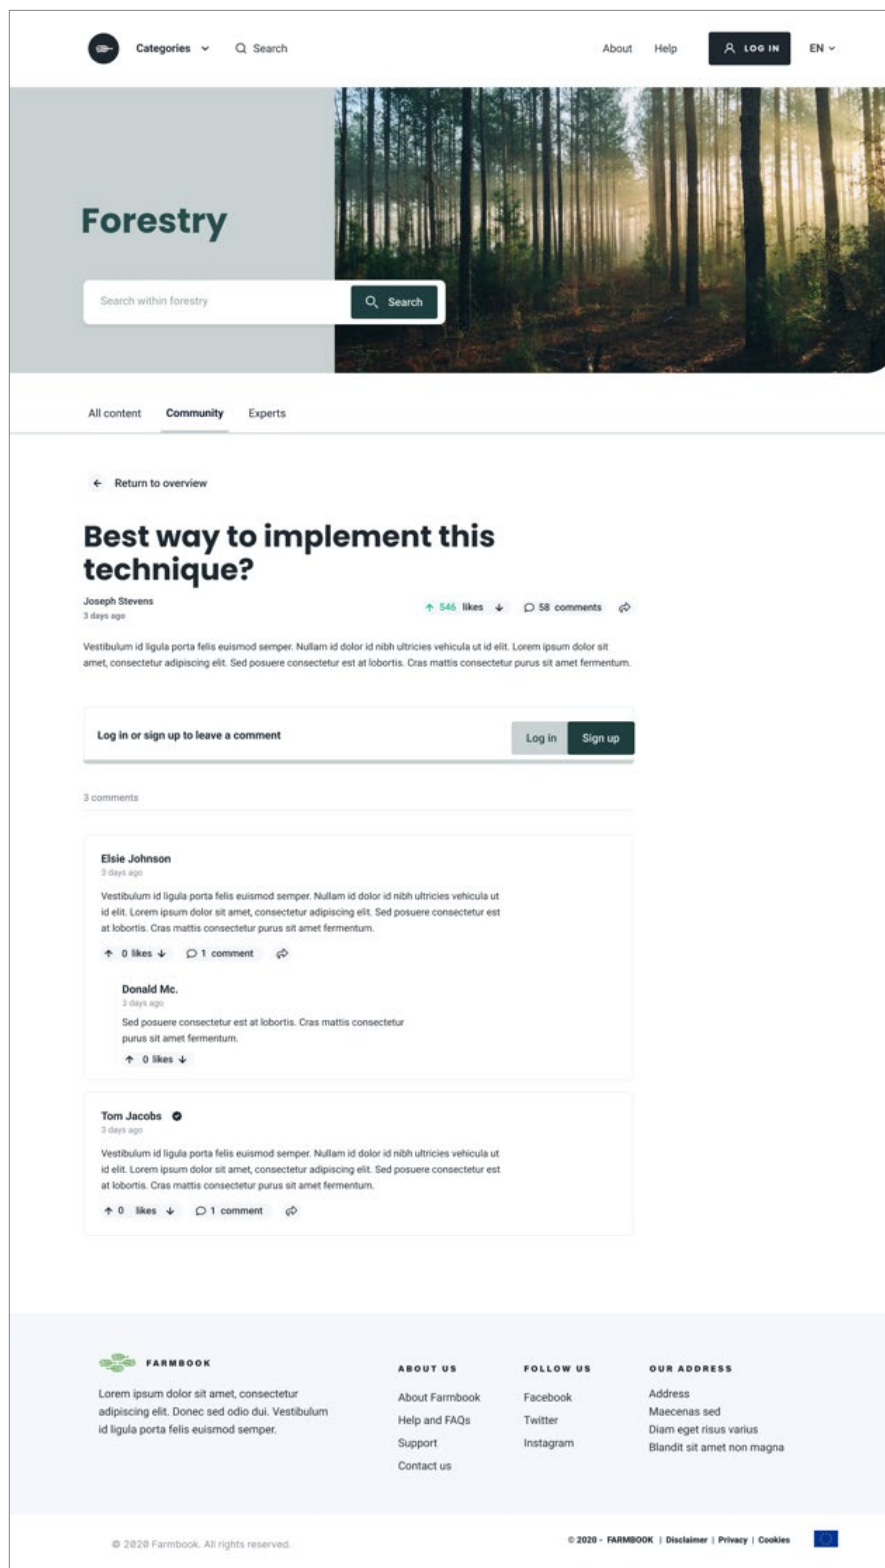 Categories Search About Help LOG IN EN
Forestry
Search within forestry Search
All content Community Experts
Return to overview
Best way to implement this
technique?
Joseph Stevens
3 days ago
546 likes 58 comments
Vestibulum id ligula porta felis euismod semper. Nullam id dolor id nibh ultricies vehicula ut id elit. Lorem ipsum dolor sit
amet, consectetur adipiscing elit. Sed posuere consectetur est at lobortis. Cras mattis consectetur purus sit amet fermentum.
Log in or sign up to leave a comment Log in Sign up
3 comments
Elsie Johnson
3 days ago
Vestibulum id ligula porta felis euismod semper. Nullam id dolor id nibh ultricies vehicula ut
id elit. Lorem ipsum dolor sit amet, consectetur adipiscing elit. Sed posuere consectetur est
at lobortis. Cras mattis consectetur purus sit amet fermentum.
0 likes 1 comment
Donald Mc.
3 days ago
Sed posuere consectetur est at lobortis. Cras mattis consectetur
purus sit amet fermentum.
0 likes
Tom Jacobs
3 days ago
Vestibulum id ligula porta felis euismod semper. Nullam id dolor id nibh ultricies vehicula ut
id elit. Lorem ipsum dolor sit amet, consectetur adipiscing elit. Sed posuere consectetur est
at lobortis. Cras mattis consectetur purus sit amet fermentum.
0 likes 1 comment
FARMBOOK
Lorem ipsum dolor sit amet, consectetur
adipiscing elit. Donec sed odio dui. Vestibulum
id ligula porta felis euismod semper.
ABOUT US
About Farmbook
Help and FAQs
Support
Contact us
FOLLOW US
Facebook
Twitter
Instagram
OUR ADDRESS
Address
Maecenas sed
Diam eget risus varius
Blandit sit amet non magna
© 2020 Farmbook. All rights reserved.
© 2020 - FARMBOOK | Disclaimer | Privacy | Cookies